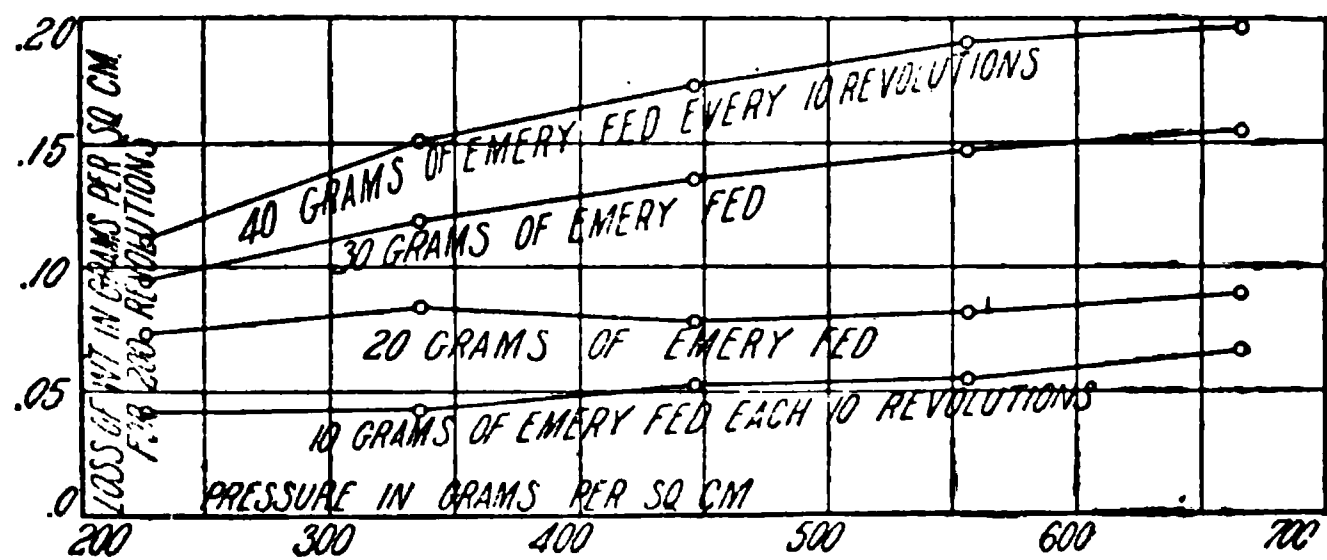 .20
.15
.10
.05
.0
LOSS OF WT IN GRAMS PER SQ CM.
FOR 200 REVOLUTIONS
40 GRAMS OF EMERY FED EVERY 10 REVOLUTIONS
30 GRAMS OF EMERY FED
20 GRAMS OF EMERY FED
10 GRAMS OF EMERY FED EACH 10 REVOLUTIONS
PRESSURE IN GRAMS PER SQ CM
200 300 400 500 600 700